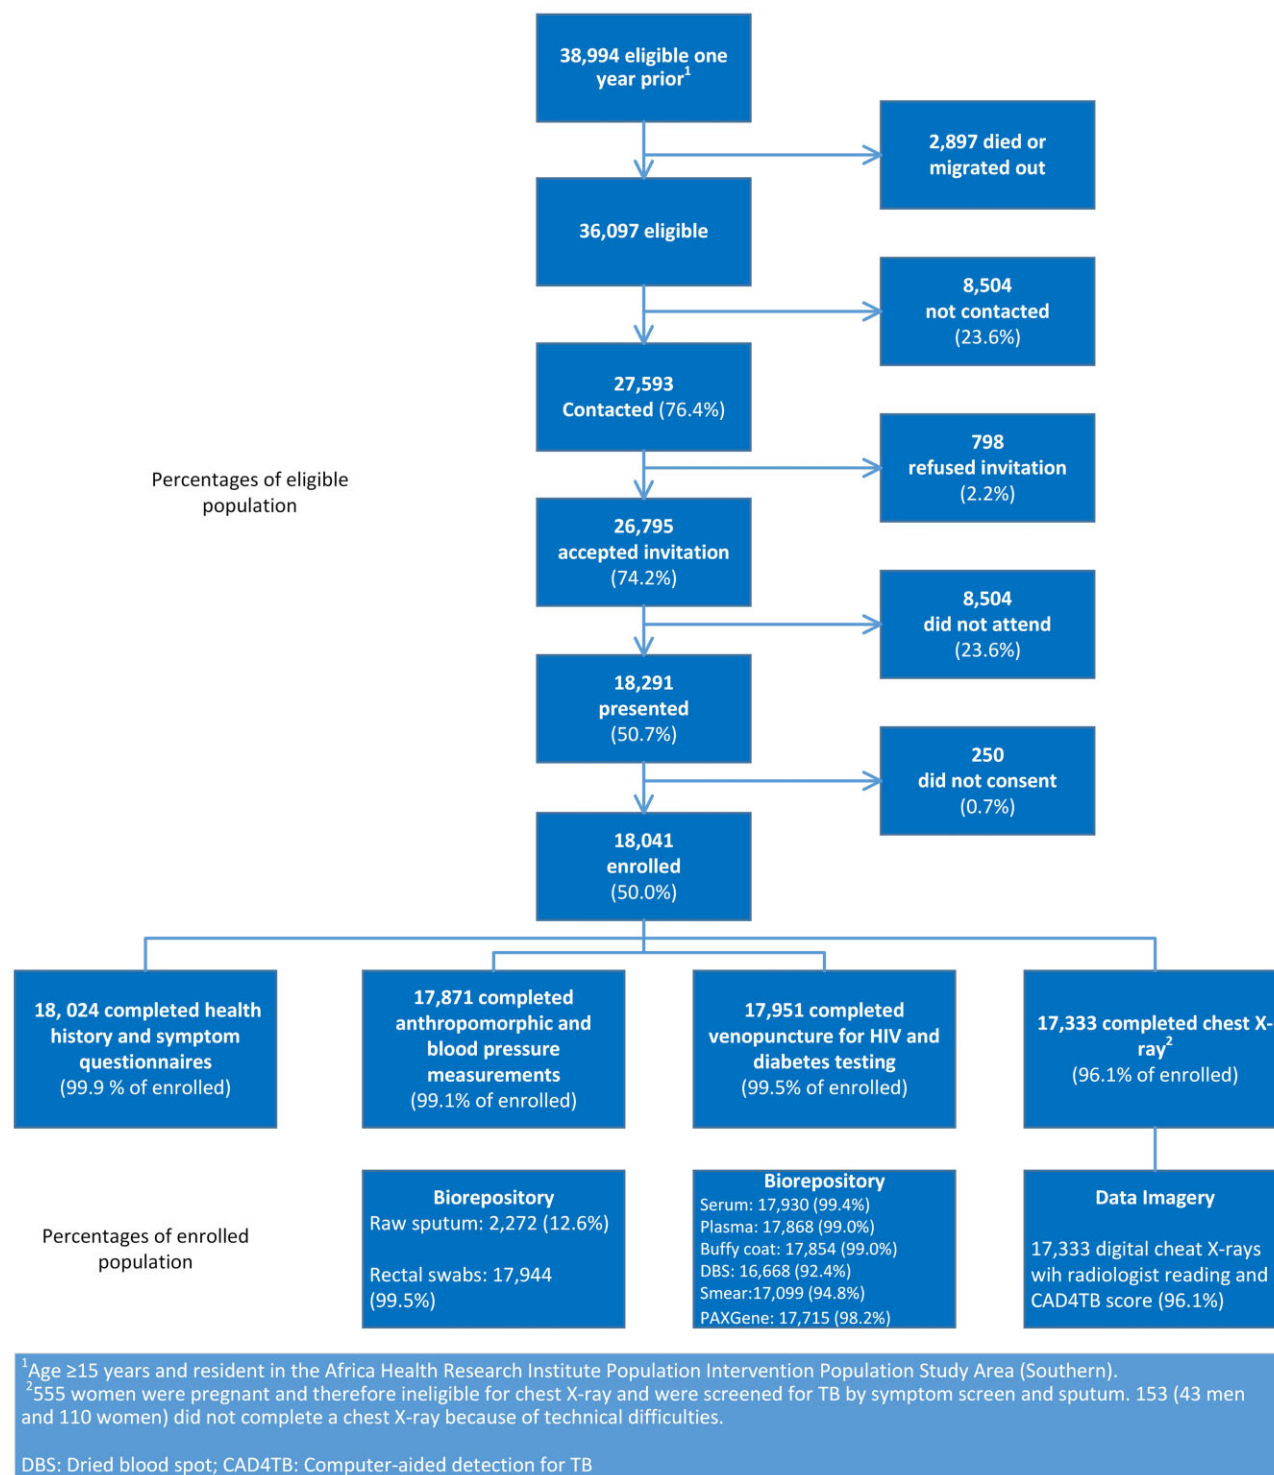 38,994 eligible one
year prior1
2,897 died or
migrated out
36,097 eligible
8,504
not contacted
(23.6%)
27,593
Contacted (76.4%)
798
refused invitation
(2.2%)
Percentages of eligible
population
26,795
accepted invitation
(74.2%)
8,504
did not attend
(23.6%)
18,291
presented
(50.7%)
250
did not consent
(0.7%)
18,041
enrolled
(50.0%)
18, 024 completed health
history and symptom
questionnaires
(99.9 % of enrolled)
17,871 completed
anthropomorphic and
blood pressure
measurements
(99.1% of enrolled)
17,951 completed
venopuncture for HIV and
diabetes testing
(99.5% of enrolled)
17,333 completed chest X-
ray2
(96.1% of enrolled)
Percentages of enrolled
population
Biorepository
Raw sputum: 2,272 (12.6%)
Rectal swabs: 17,944
(99.5%)
Biorepository
Serum: 17,930 (99.4%)
Plasma: 17,868 (99.0%)
Buffy coat: 17,854 (99.0%)
DBS: 16,668 (92.4%)
Smear:17,099 (94.8%)
PAXGene: 17,715 (98.2%)
Data Imagery
17,333 digital cheat X-rays
wih radiologist reading and
CAD4TB score (96.1%)
1Age ≥15 years and resident in the Africa Health Research Institute Population Intervention Population Study Area (Southern).
2555 women were pregnant and therefore ineligible for chest X-ray and were screened for TB by symptom screen and sputum. 153 (43 men
and 110 women) did not complete a chest X-ray because of technical difficulties.
DBS: Dried blood spot; CAD4TB: Computer-aided detection for TB